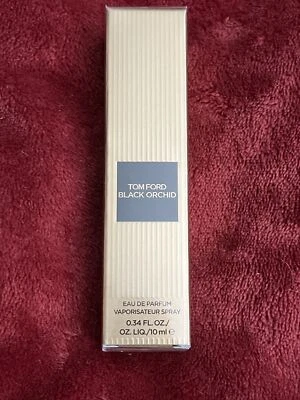 TOM FORD
BLACK ORCHID
EAU DE PARFUM
VAPORISATEUR SPRAY
0.34 FL. OZ./
OZ. LIQ./10 ml ℮